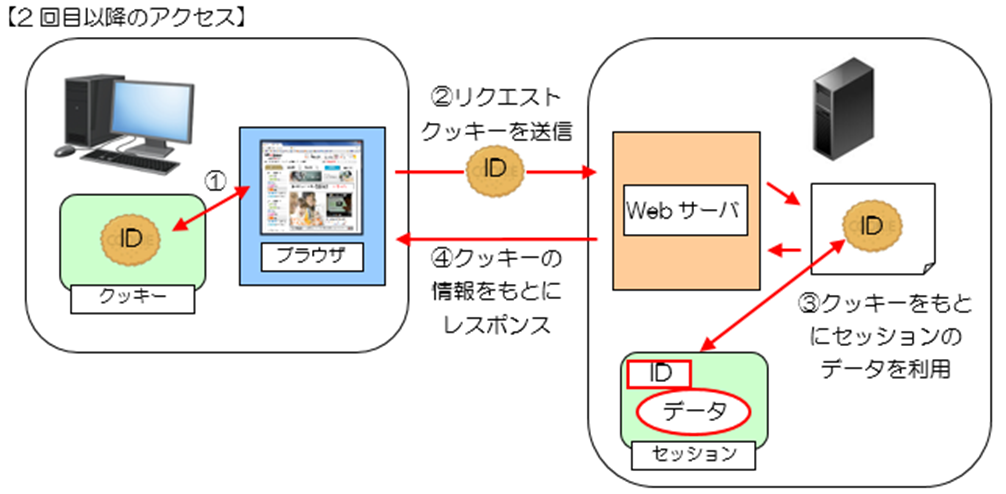 【2回目以降のアクセス】
②リクエスト
クッキーを送信
ID
①
ID
クッキー
ブラウザ
④クッキーの
情報をもとに
レスポンス
Webサーバ
ID
③クッキーをもと
にセッションの
データを利用
ID
データ
セッション